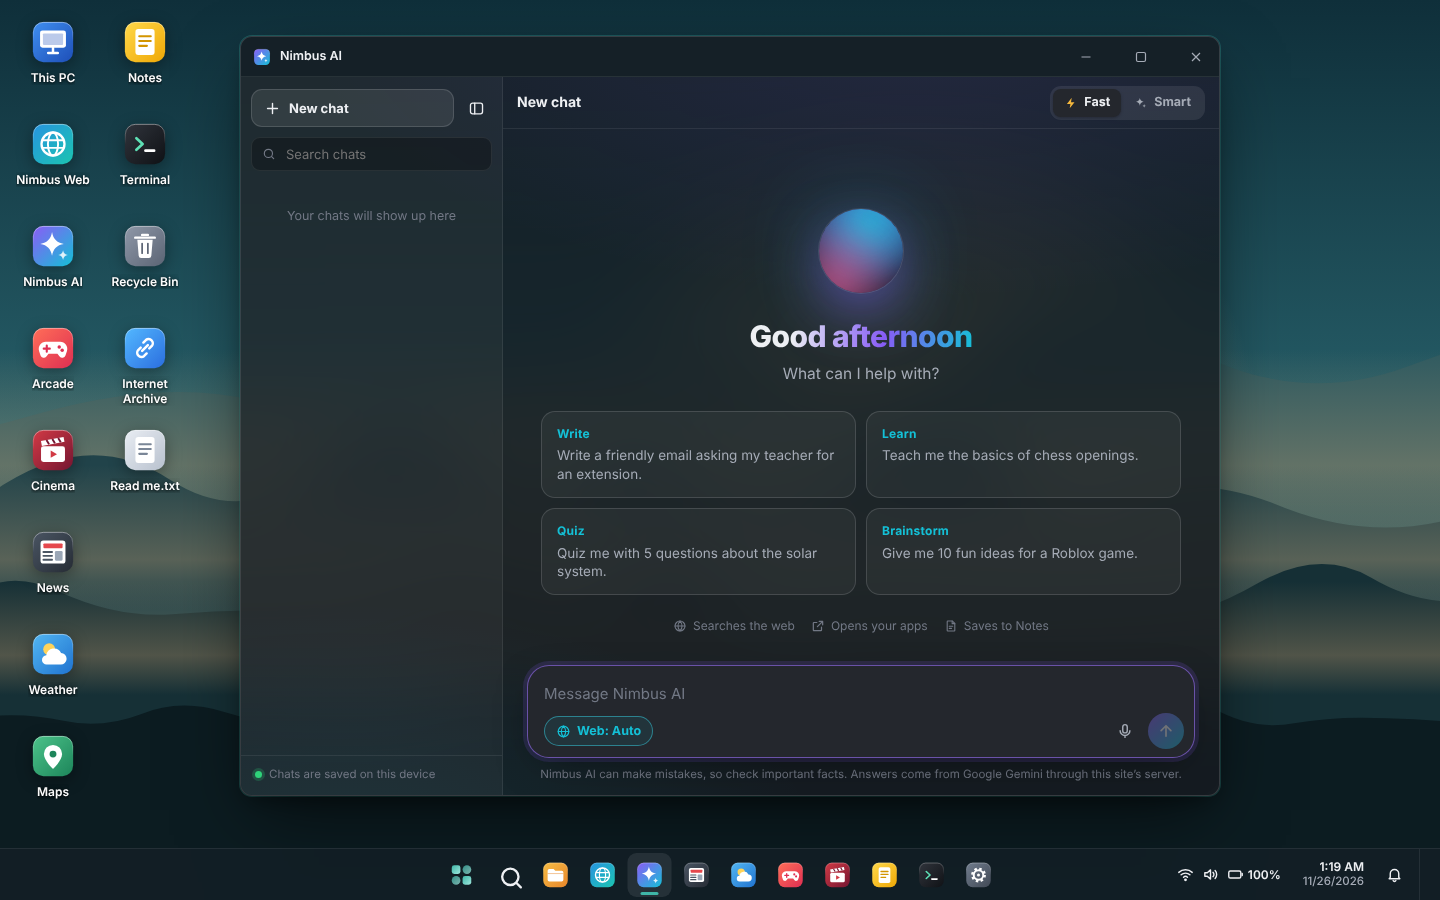 This PC
Notes
Nimbus Web
Terminal
Nimbus AI
Recycle Bin
Arcade
Internet
Archive
Cinema
Read me.txt
News
Weather
Maps
Nimbus AI
New chat
Search chats
Your chats will show up here
Chats are saved on this device
New chat
Fast
Smart
Good afternoon
What can I help with?
Write
Write a friendly email asking my teacher for
an extension.
Learn
Teach me the basics of chess openings.
Quiz
Quiz me with 5 questions about the solar
system.
Brainstorm
Give me 10 fun ideas for a Roblox game.
Searches the web
Opens your apps
Saves to Notes
Message Nimbus AI
Web: Auto
Nimbus AI can make mistakes, so check important facts. Answers come from Google Gemini through this site's server.
100%
1:19 AM
11/26/2026